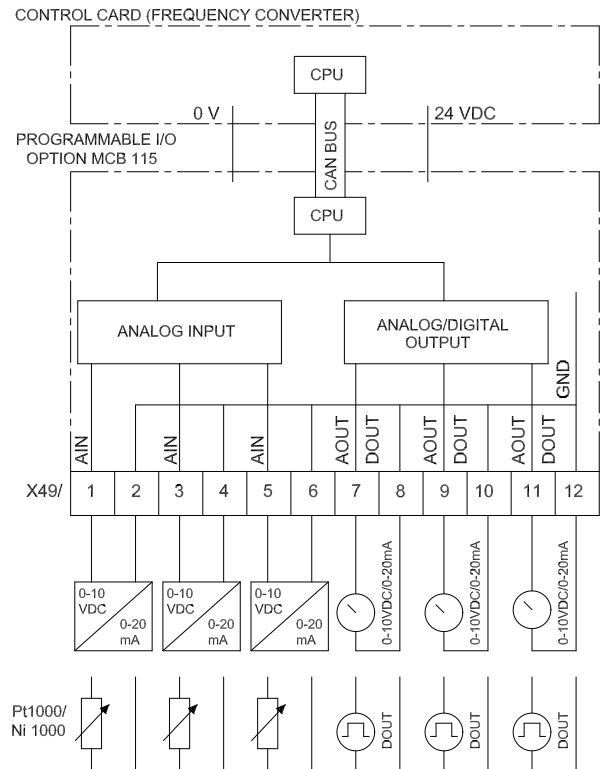 CONTROL CARD (FREQUENCY CONVERTER)
CPU
0 V
24 VDC
CAN BUS
PROGRAMMABLE I/O
OPTION MCB 115
CPU
ANALOG INPUT
ANALOG/DIGITAL
OUTPUT
GND
AIN
AIN
AIN
AOUT
DOUT
AOUT
DOUT
AOUT
DOUT
X49/ 1 2 3 4 5 6 7 8 9 10 11 12
0-10
VDC
0-20
mA
0-10
VDC
0-20
mA
0-10
VDC
0-20
mA
0-10VDC/0-20mA
0-10VDC/0-20mA
0-10VDC/0-20mA
Pt1000/
Ni 1000
DOUT
DOUT
DOUT